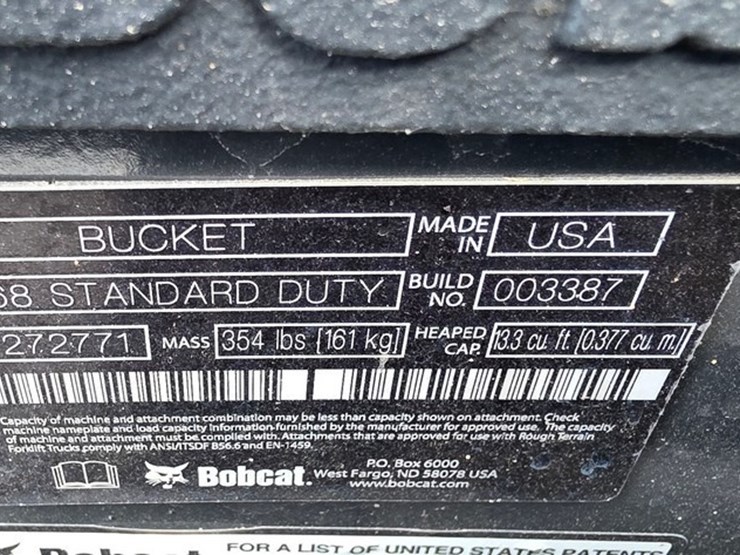 BUCKET MADE IN USA
68 STANDARD DUTY BUILD NO. 003387
272771 MASS 354 lbs [161 kg] HEAPED CAP. 13.3 cu. ft. [0.377 cu. m.]
Capacity of machine and attachment combination may be less than capacity shown on attachment. Check
machine nameplate and load capacity information furnished by the manufacturer for approved use. The capacity
of machine and attachment must be complied with. Attachments that are approved for use with Rough Terrain
Forklift Trucks comply with ANSI/ITSDF B56.6 and EN-1459.
Bobcat.
P.O. Box 6000
West Fargo, ND 58078 USA
www.bobcat.com
Bobcat FOR A LIST OF UNITED STATES PATENTS